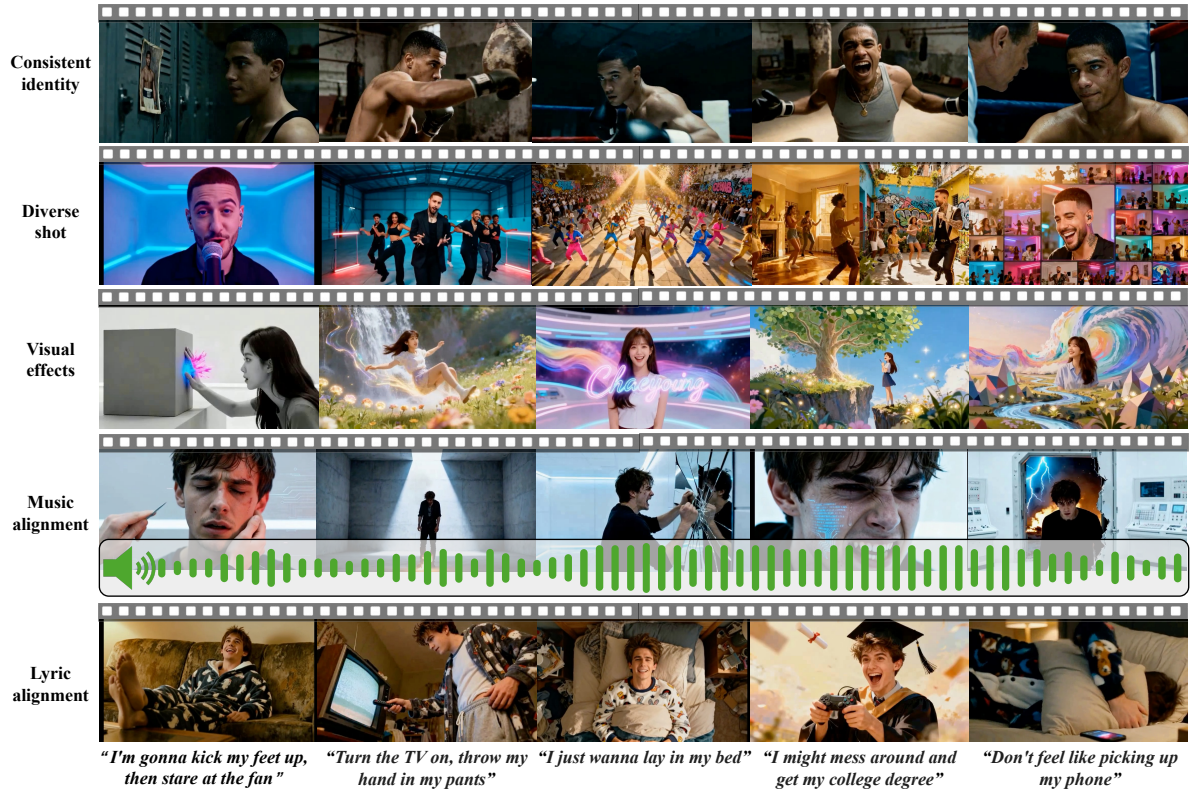 Consistent
identity
Diverse
shot
Visual
effects
Chaeyoung
Music
alignment
Lyric
alignment
“I'm gonna kick my feet up,
then stare at the fan”
“Turn the TV on, throw my
hand in my pants”
“I just wanna lay in my bed”
“I might mess around and
get my college degree”
“Don't feel like picking up
my phone”